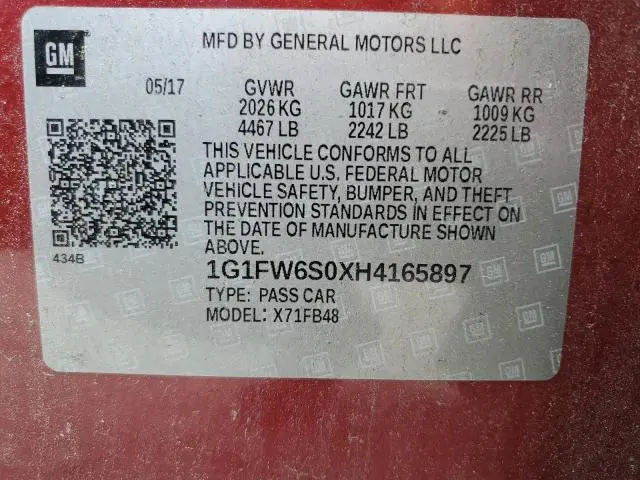 GM
MFD BY GENERAL MOTORS LLC
05/17 GVWR GAWR FRT GAWR RR
2026 KG 1017 KG 1009 KG
4467 LB 2242 LB 2225 LB
THIS VEHICLE CONFORMS TO ALL
APPLICABLE U.S. FEDERAL MOTOR
VEHICLE SAFETY, BUMPER, AND THEFT
PREVENTION STANDARDS IN EFFECT ON
THE DATE OF MANUFACTURE SHOWN
ABOVE.
434B
1G1FW6S0XH4165897
TYPE: PASS CAR
MODEL: X71FB48